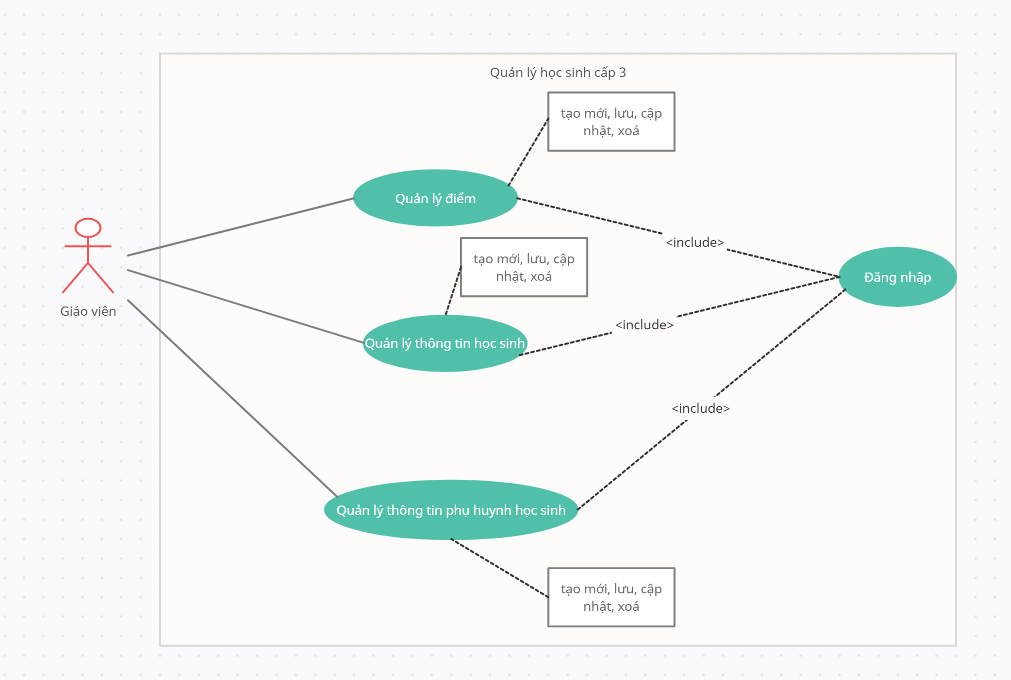 Quản lý học sinh cấp 3
tạo mới, lưu, cập
nhật, xoá
Quản lý điểm
<include>
tạo mới, lưu, cập
nhật, xoá
Đăng nhập
Giáo viên
<include>
Quản lý thông tin học sinh
<include>
Quản lý thông tin phụ huynh học sinh
tạo mới, lưu, cập
nhật, xoá